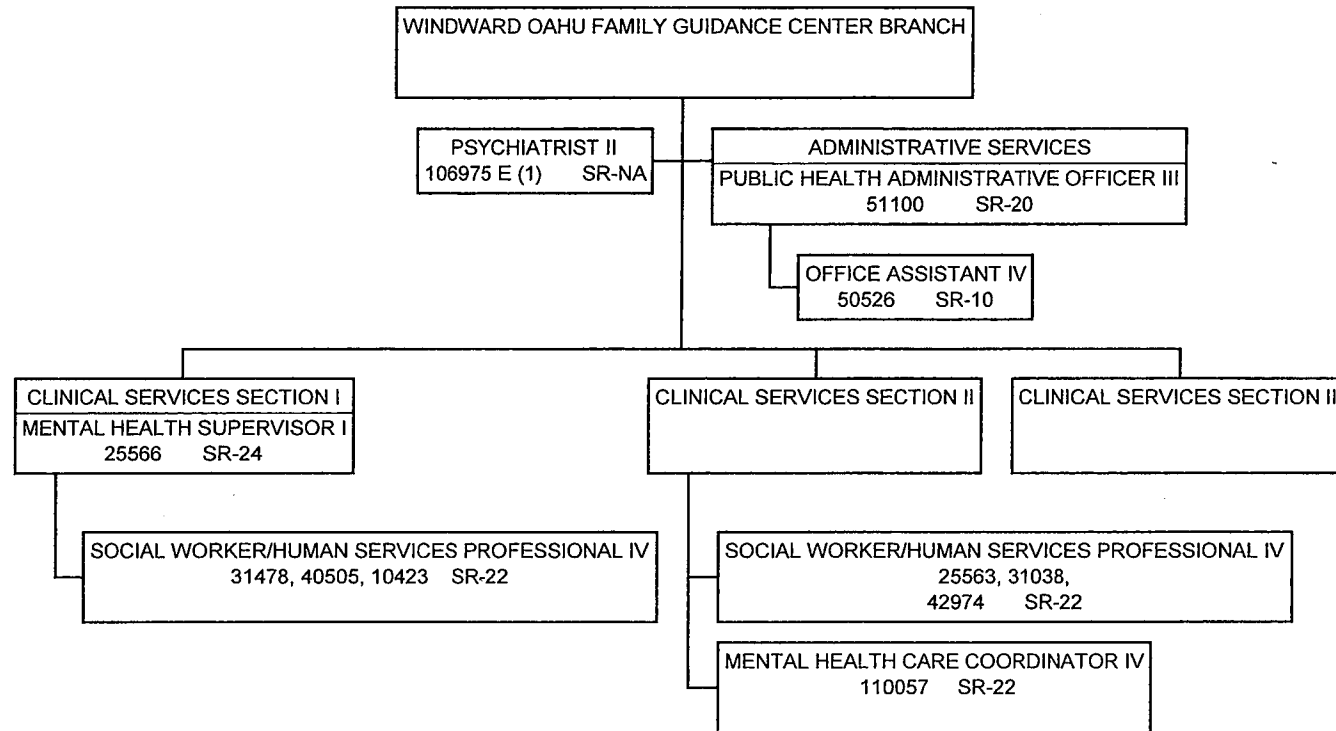 WINDWARD OAHU FAMILY GUIDANCE CENTER BRANCH
PSYCHIATRIST II
106975 E (1) SR-NA
ADMINISTRATIVE SERVICES
PUBLIC HEALTH ADMINISTRATIVE OFFICER III
51100 SR-20
OFFICE ASSISTANT IV
50526 SR-10
CLINICAL SERVICES SECTION I
MENTAL HEALTH SUPERVISOR I
25566 SR-24
SOCIAL WORKER/HUMAN SERVICES PROFESSIONAL IV
31478, 40505, 10423 SR-22
CLINICAL SERVICES SECTION II
SOCIAL WORKER/HUMAN SERVICES PROFESSIONAL IV
25563, 31038,
42974 SR-22
MENTAL HEALTH CARE COORDINATOR IV
110057 SR-22
CLINICAL SERVICES SECTION II